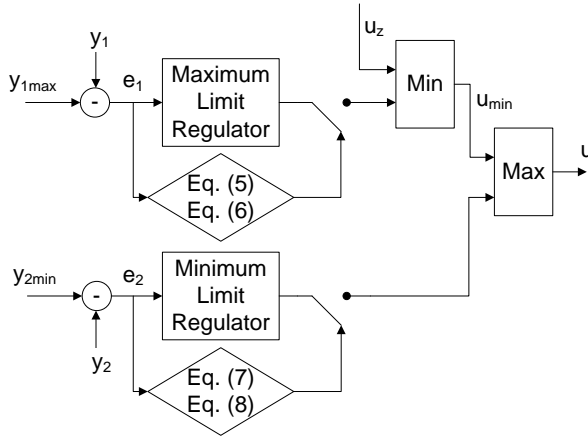 y1
uz
y1max
-
e1
Maximum
Limit
Regulator
Min
umin
Eq. (5)
Eq. (6)
Max
u
y2min
-
e2
Minimum
Limit
Regulator
y2
Eq. (7)
Eq. (8)